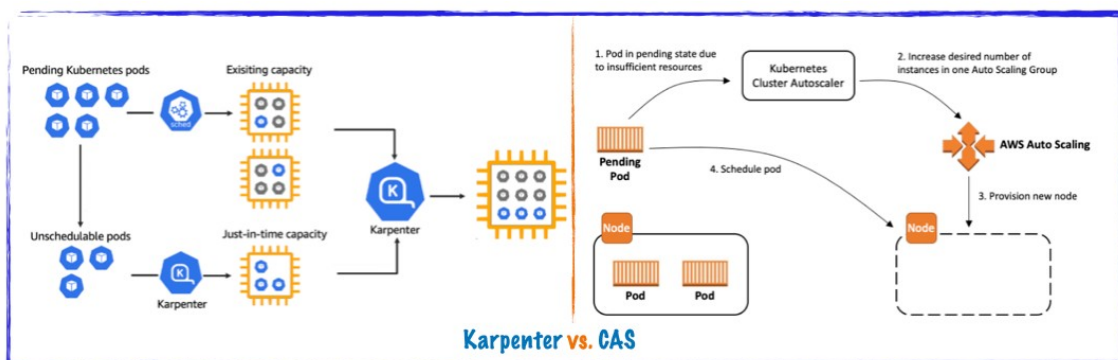 Pending Kubernetes pods
sched
Exisiting capacity
K
Karpenter
Unschedulable pods
K
Karpenter
Just-in-time capacity
1. Pod in pending state due
to insufficient resources
Kubernetes
Cluster Autoscaler
2. Increase desired number of
instances in one Auto Scaling Group
AWS Auto Scaling
Pending
Pod
4. Schedule pod
3. Provision new node
Node
Pod
Pod
Node
Karpenter vs. CAS